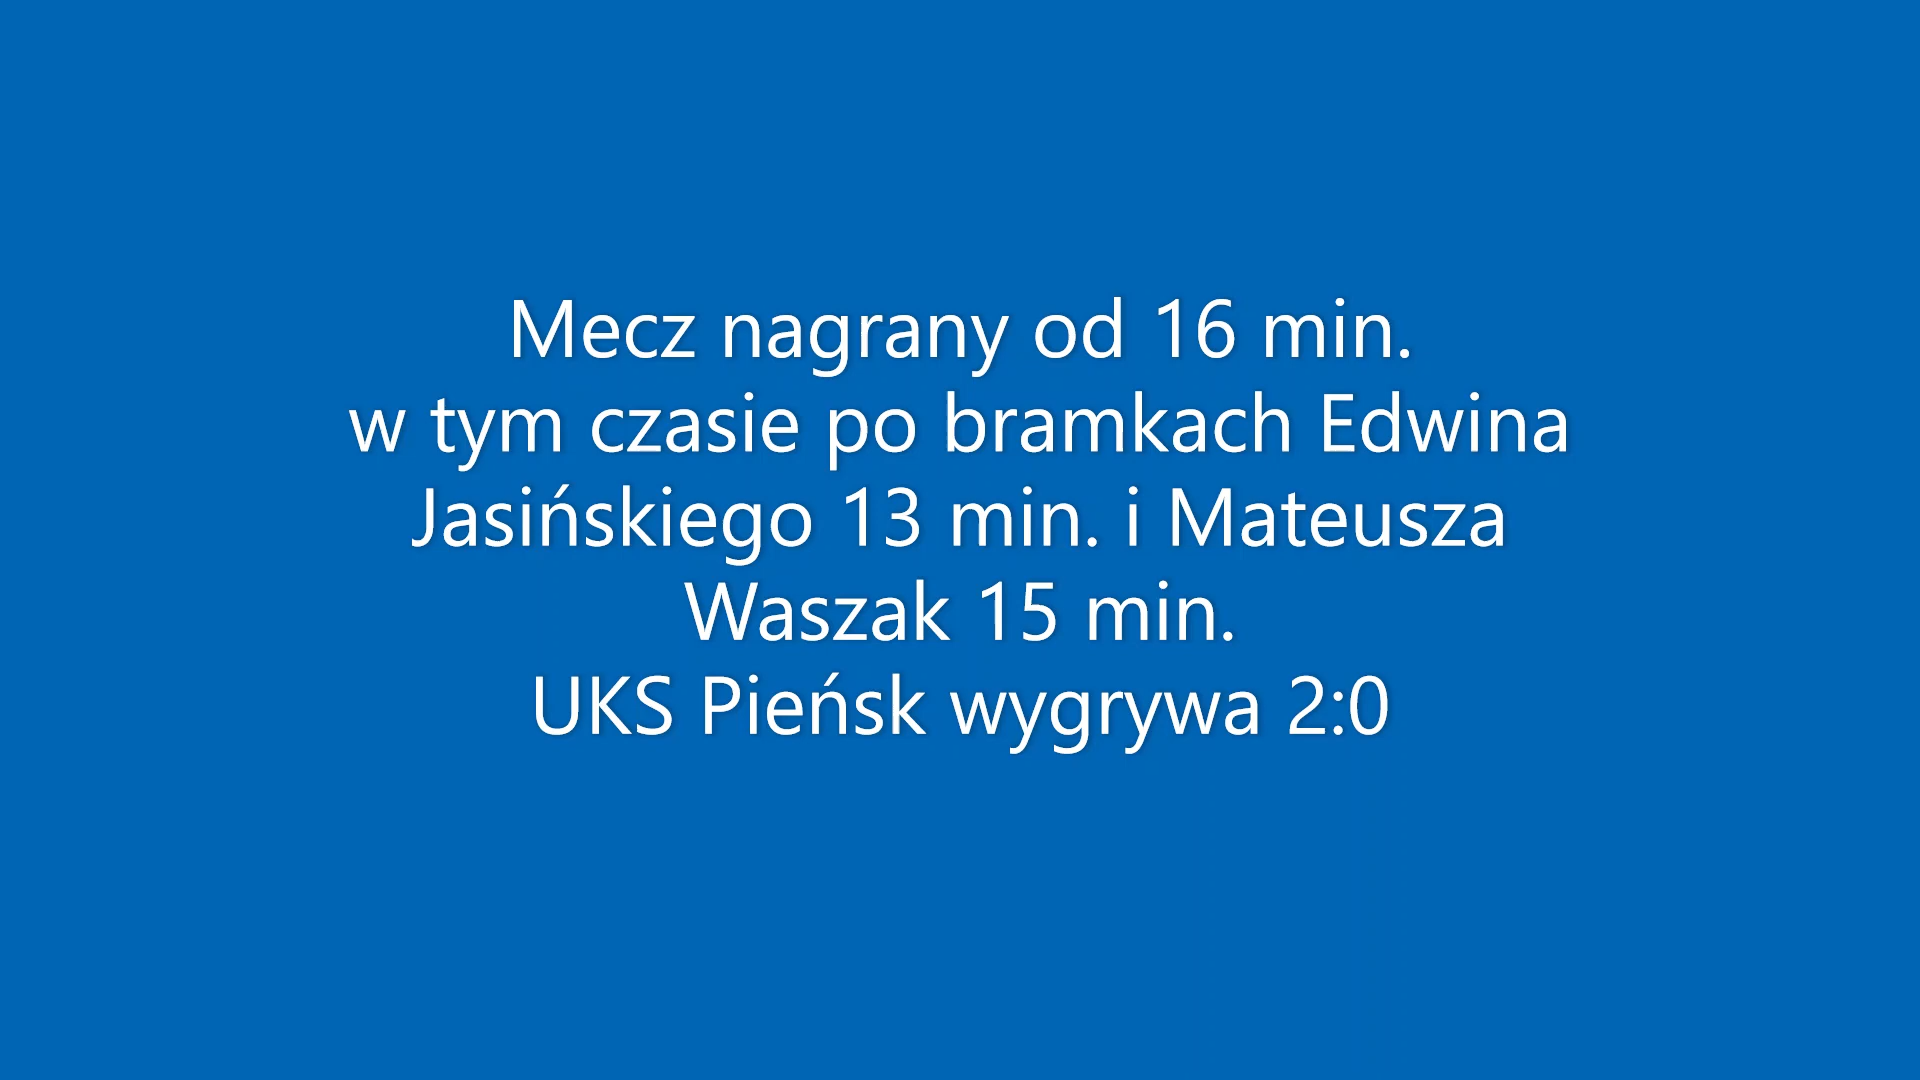 Mecz nagrany od 16 min.
w tym czasie po bramkach Edwina
Jasińskiego 13 min. i Mateusza
Waszak 15 min.
UKS Pieńsk wygrywa 2:0